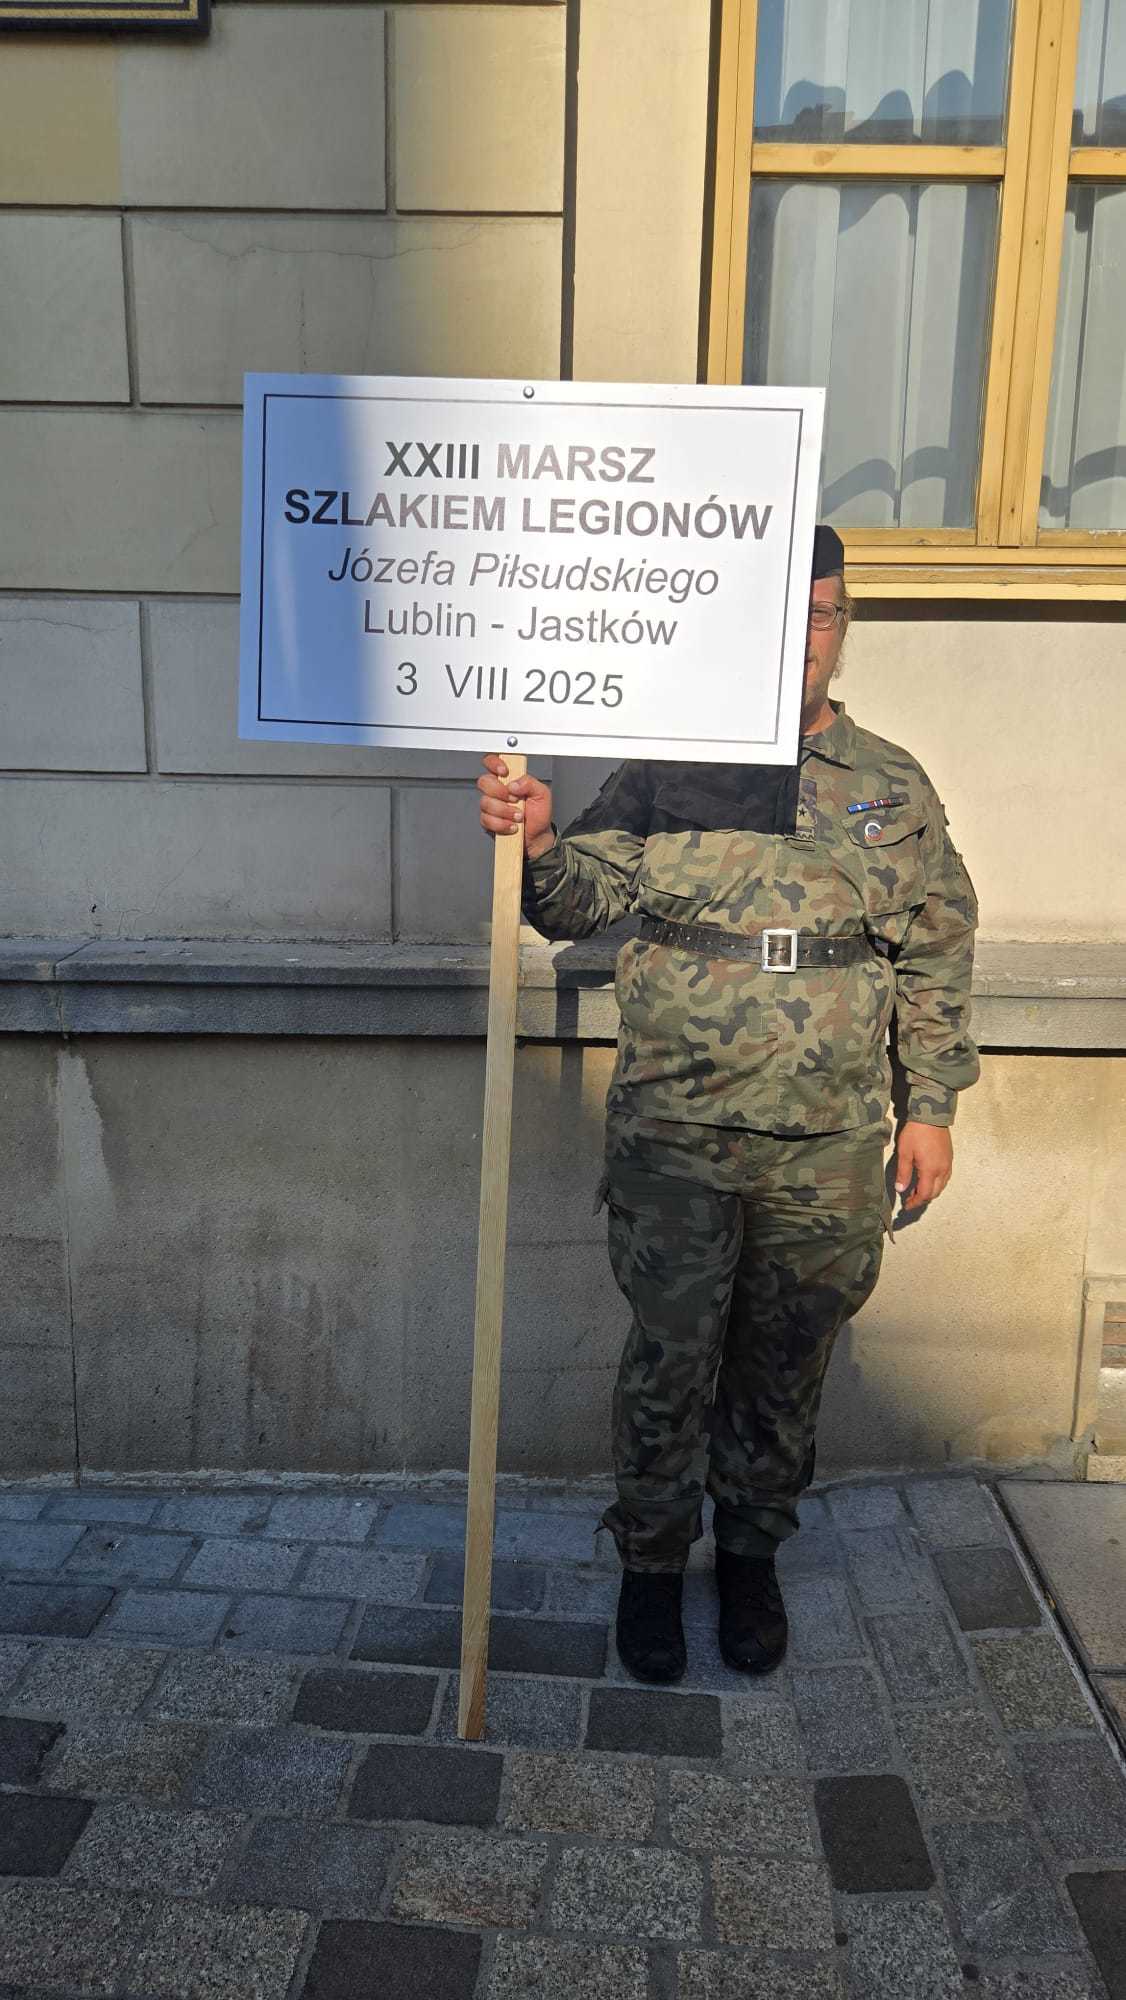 XXIII MARSZ
SZLAKIEM LEGIONÓW
Józefa Piłsudskiego
Lublin - Jastków
3 VIII 2025